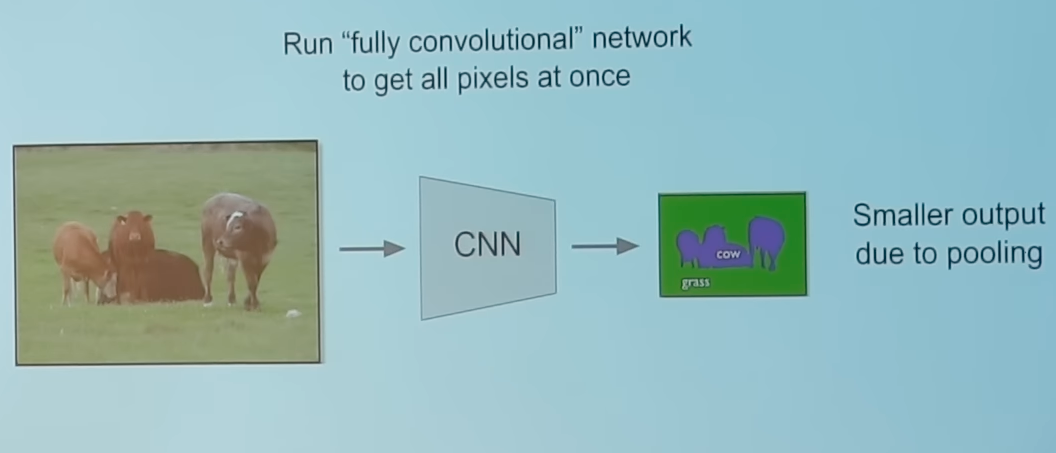 Run “fully convolutional” network
to get all pixels at once
CNN
cow
grass
Smaller output
due to pooling